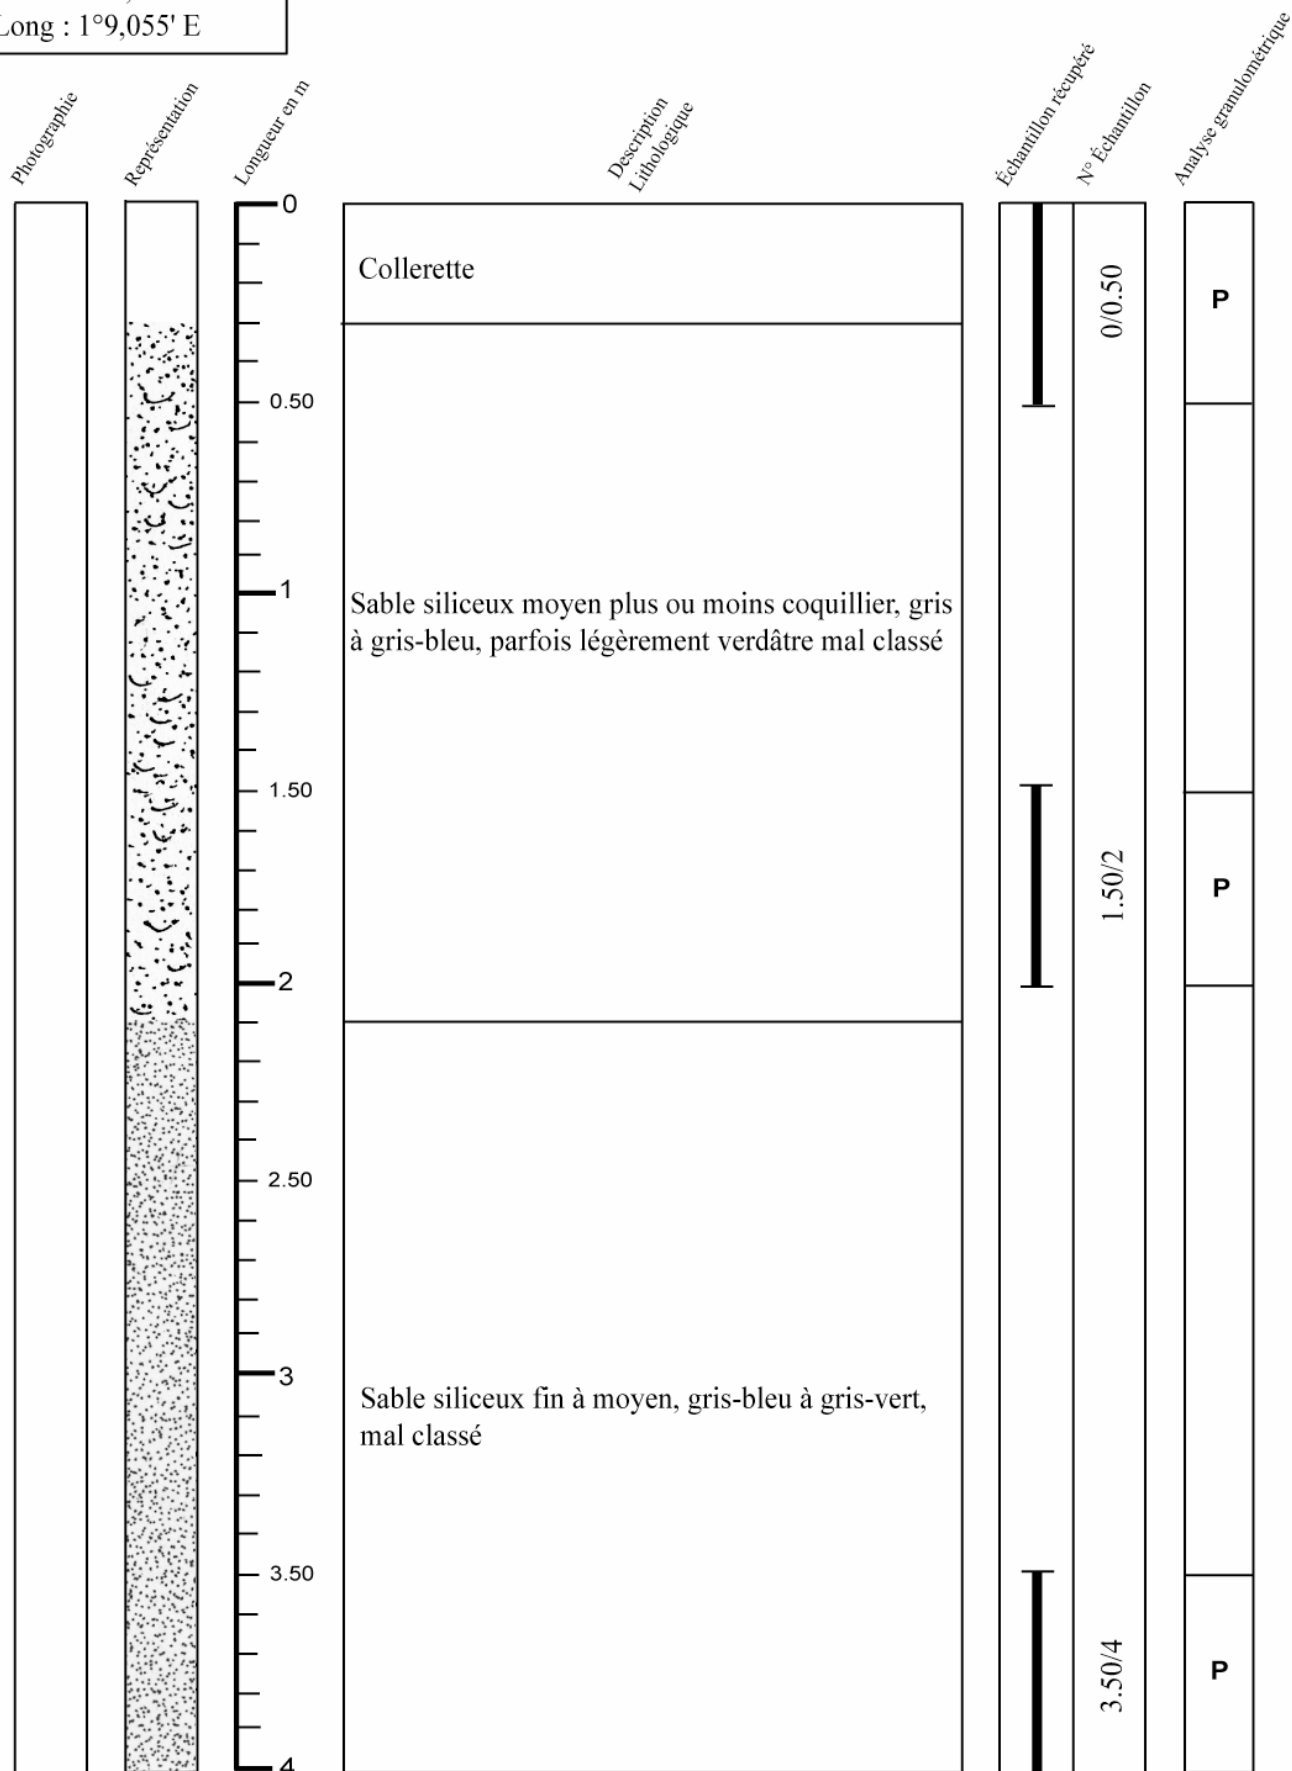 Long : 1°9,055' E
Photographie
Représentation
Longueur en m
Description
Lithologique
Échantillon récupéré
N° Échantillon
Analyse granulométrique
0
Collerette
0/0.50
P
0.50
1
Sable siliceux moyen plus ou moins coquillier, gris
à gris-bleu, parfois légèrement verdâtre mal classé
1.50
1.50/2
P
2
2.50
3
Sable siliceux fin à moyen, gris-bleu à gris-vert,
mal classé
3.50
3.50/4
P
4